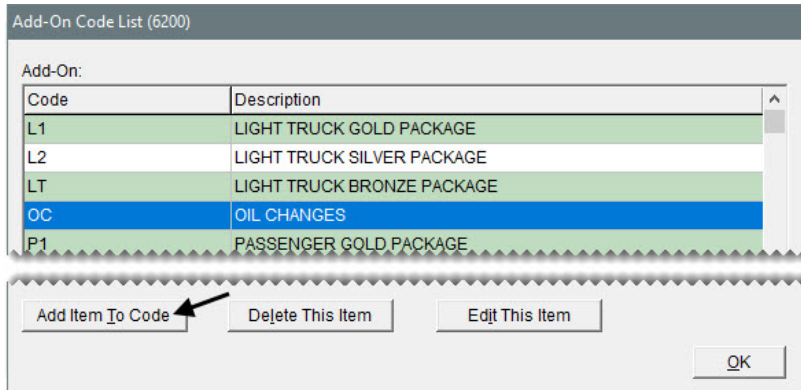 Add-On Code List (6200)
Add-On:
Code Description
L1 LIGHT TRUCK GOLD PACKAGE
L2 LIGHT TRUCK SILVER PACKAGE
LT LIGHT TRUCK BRONZE PACKAGE
OC OIL CHANGES
P1 PASSENGER GOLD PACKAGE
Add Item To Code Delete This Item Edit This Item
OK